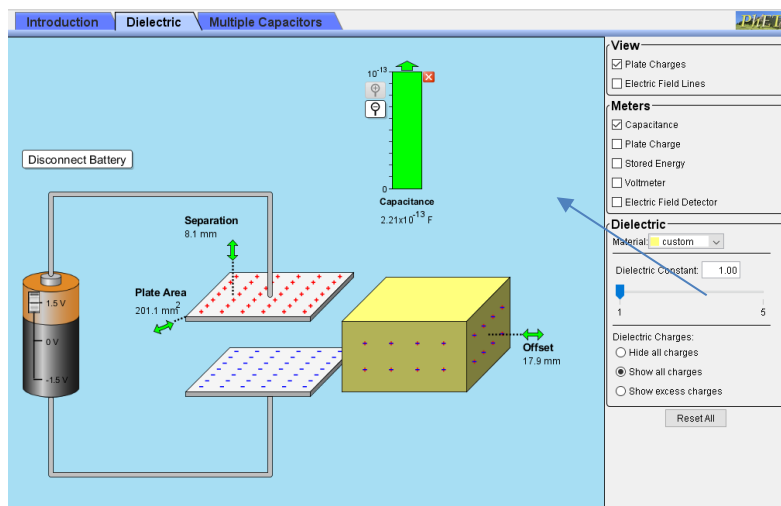 Introduction
Dielectric
Multiple Capacitors
PhET
View
Plate Charges
Electric Field Lines
Meters
Capacitance
Plate Charge
Stored Energy
Voltmeter
Electric Field Detector
Dielectric
Material: custom
Dielectric Constant: 1.00
1 5
Dielectric Charges:
Hide all charges
Show all charges
Show excess charges
Reset All
10-13
0
Capacitance
2.21x10-13 F
Disconnect Battery
Separation
8.1 mm
Plate Area
201.1 mm2
1.5 V
0 V
-1.5 V
Offset
17.9 mm